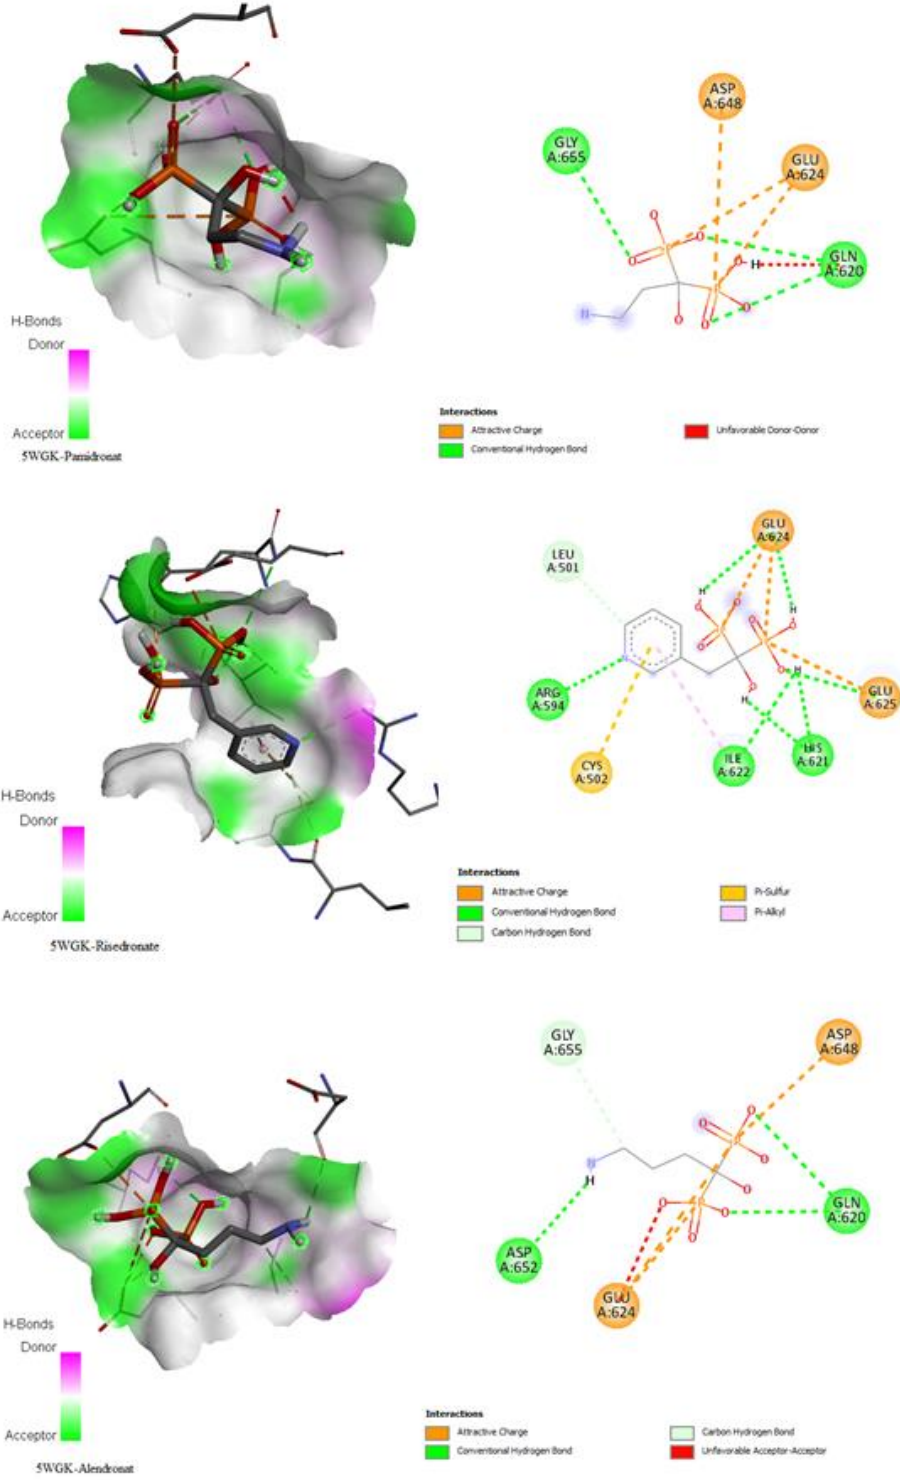 ASP
A:648
GLY
A:655
GLU
A:624
GLN
A:620
O
O
O
H
O
O
O
O
N
H-Bonds
Donor
Acceptor
5WGK-Pamidronat
Interactions
Attractive Charge
Unfavorable Donor-Donor
Conventional Hydrogen Bond
GLU
A:624
LEU
A:501
H
H
O
O
O
O
O
O
H
H
N
ARG
A:594
GLU
A:625
CYS
A:502
ILE
A:622
A:621
H-Bonds
Donor
Acceptor
5WGK-Risedronate
Interactions
Attractive Charge
Pi-Sulfur
Conventional Hydrogen Bond
Pi-Alkyl
Carbon Hydrogen Bond
GLY
A:655
ASP
A:648
O
O
O
N
H
O
O
O
O
GLN
A:620
ASP
A:652
GLU
A:624
H-Bonds
Donor
Acceptor
5WGK-Alendronat
Interactions
Attractive Charge
Carbon Hydrogen Bond
Conventional Hydrogen Bond
Unfavorable Acceptor-Acceptor